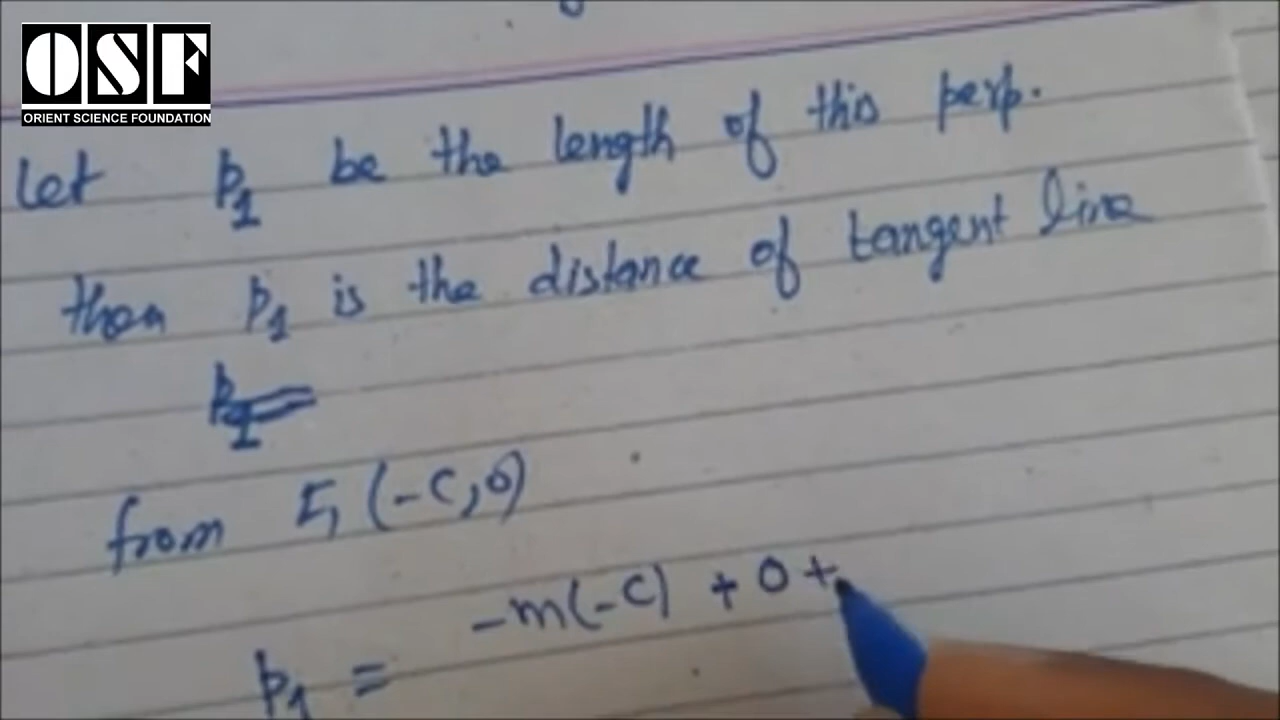 OSF
ORIENT SCIENCE FOUNDATION
Let p₁ be the length of this perp.
then p₁ is the distance of tangent line
from F₁ (-c, 0)
p₁ = -m(-c) + 0 +